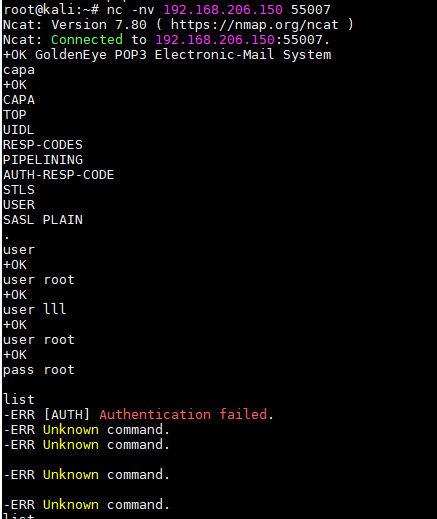 root@kali:~# nc -nv 192.168.206.150 55007
Ncat: Version 7.80 ( https://nmap.org/ncat )
Ncat: Connected to 192.168.206.150:55007.
+OK GoldenEye POP3 Electronic-Mail System
capa
+OK
CAPA
TOP
UIDL
RESP-CODES
PIPELINING
AUTH-RESP-CODE
STLS
USER
SASL PLAIN
.
user
+OK
user root
+OK
user lll
+OK
user root
+OK
pass root
list
-ERR [AUTH] Authentication failed.
-ERR Unknown command.
-ERR Unknown command.
-ERR Unknown command.
-ERR Unknown command.
list